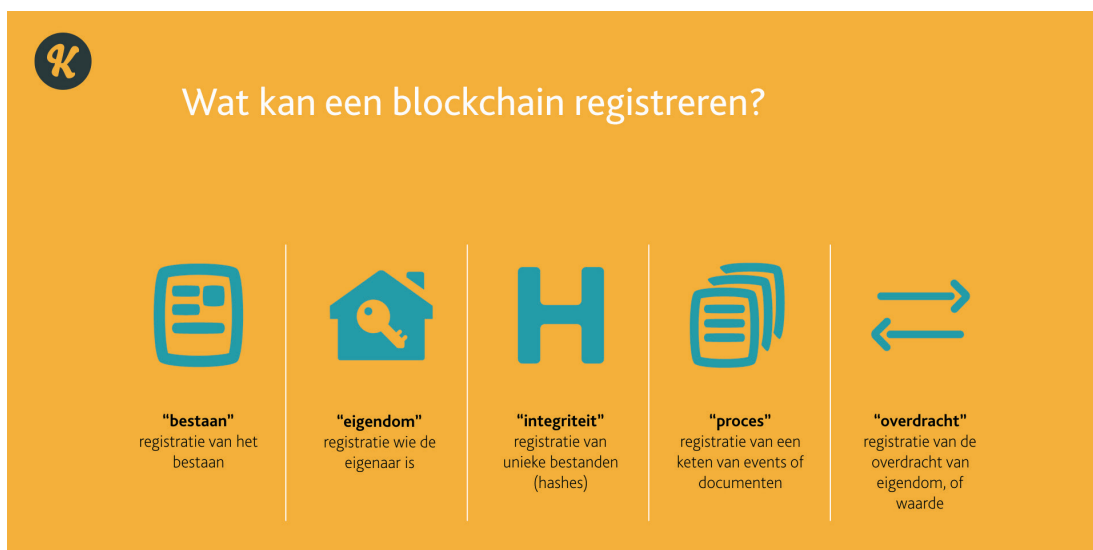 K
Wat kan een blockchain registreren?
“bestaan”
registratie van het
bestaan
“eigendom”
registratie wie de
eigenaar is
H
“integriteit”
registratie van
unieke bestanden
(hashes)
“proces”
registratie van een
keten van events of
documenten
“overdracht”
registratie van de
overdracht van
eigendom, of
waarde